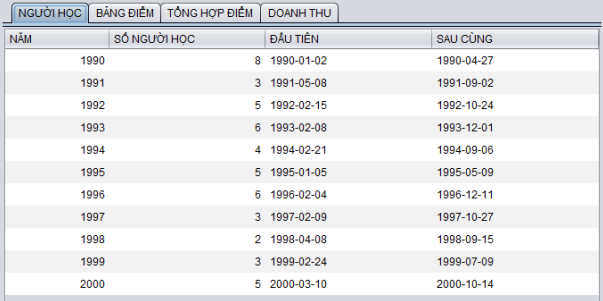 NGƯỜI HỌC BẢNG ĐIỂM TỔNG HỢP ĐIỂM DOANH THU
NĂM SỐ NGƯỜI HỌC ĐẦU TIÊN SAU CÙNG
1990 8 1990-01-02 1990-04-27
1991 3 1991-05-08 1991-09-02
1992 5 1992-02-15 1992-10-24
1993 6 1993-02-08 1993-12-01
1994 4 1994-02-21 1994-09-06
1995 5 1995-01-05 1995-05-09
1996 6 1996-02-04 1996-12-11
1997 3 1997-02-09 1997-10-27
1998 2 1998-04-08 1998-09-15
1999 3 1999-02-24 1999-07-09
2000 5 2000-03-10 2000-10-14